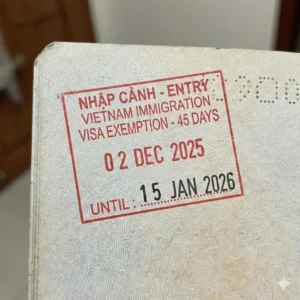 NHẬP CẢNH - ENTRY
VIETNAM IMMIGRATION
VISA EXEMPTION - 45 DAYS
02 DEC 2025
UNTIL : 15 JAN 2026